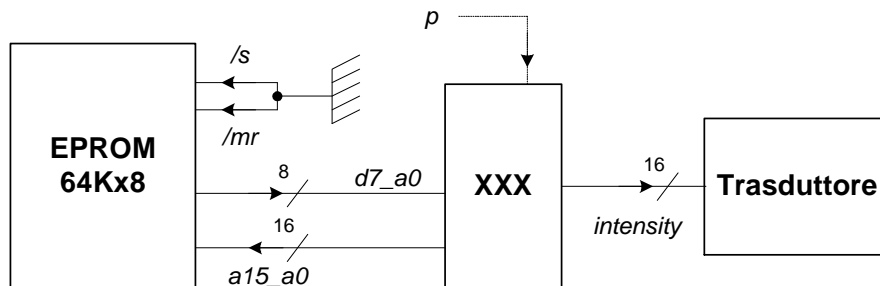 p
/s
/mr
EPROM
64Kx8
8
d7_a0
16
a15_a0
XXX
16
intensity
Trasduttore